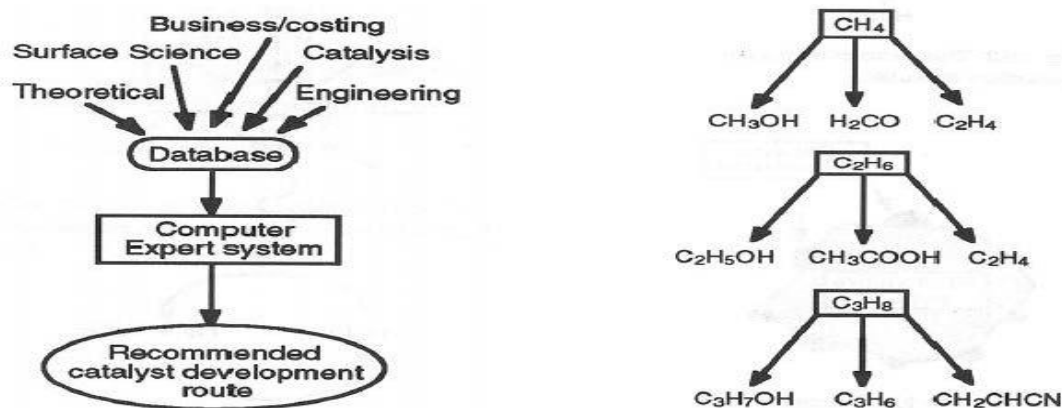 Business/costing
Surface Science
Catalysis
Theoretical
Engineering
Database
Computer
Expert system
Recommended
catalyst development
route
CH₄
CH₃OH H₂CO C₂H₄
C₂H₆
C₂H₅OH CH₃COOH C₂H₄
C₃H₈
C₃H₇OH C₃H₆ CH₂CHCN